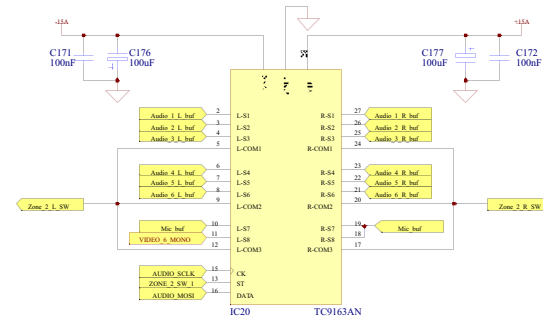 -15A
+15A
C171
100nF
C176
100uF
C177
100uF
C172
100nF
Audio_1_L_buf 2 L-S1 R-S1 27 Audio_1_R_buf
Audio_2_L_buf 3 L-S2 R-S2 26 Audio_2_R_buf
Audio_3_L_buf 4 L-S3 R-S3 25 Audio_3_R_buf
5 L-COM1 R-COM1 24
Audio_4_L_buf 6 L-S4 R-S4 23 Audio_4_R_buf
Audio_5_L_buf 7 L-S5 R-S5 22 Audio_5_R_buf
Audio_6_L_buf 8 L-S6 R-S6 21 Audio_6_R_buf
Zone_2_L_SW 9 L-COM2 R-COM2 20 Zone_2_R_SW
Mic_buf 10 L-S7 R-S7 19 Mic_buf
VIDEO_6_MONO 11 L-S8 R-S8 18
12 L-COM3 R-COM3 17
AUDIO_SCLK 15 CK
ZONE_2_SW_1 13 ST
AUDIO_MOSI 16 DATA
IC20 TC9163AN